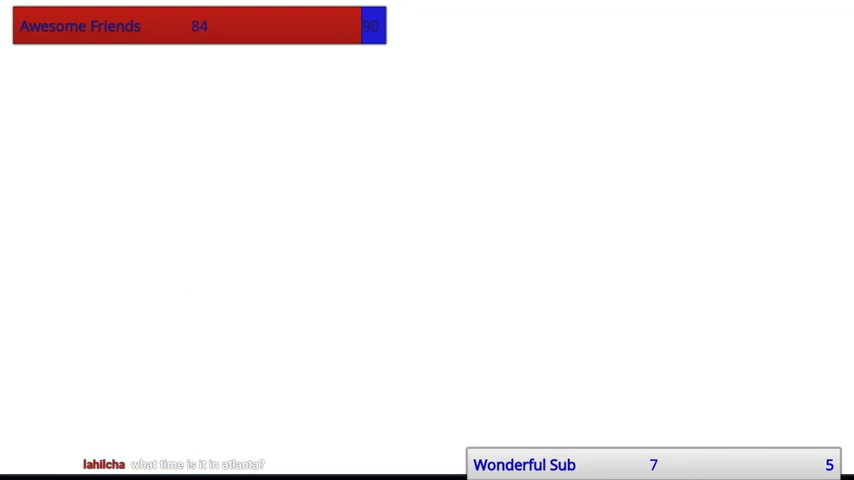 Awesome Friends 84 90
lahilcha what time is it in atlanta?
Wonderful Sub 7 5